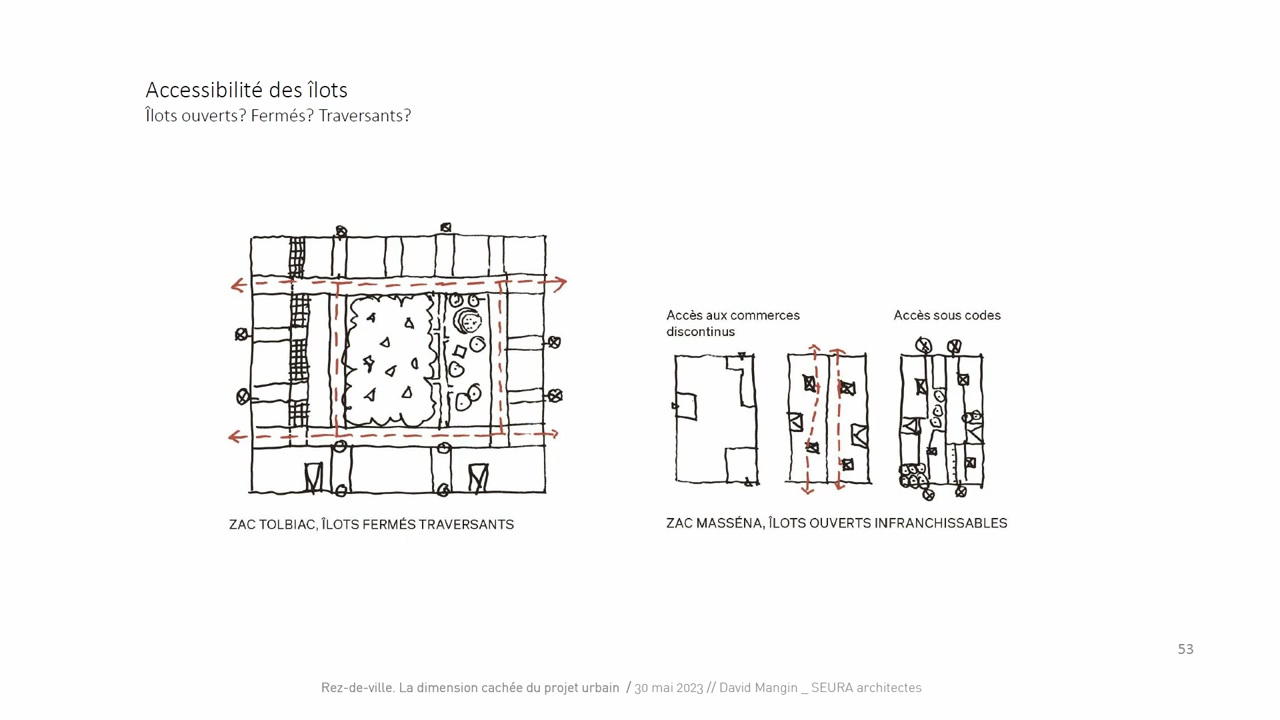 Accessibilité des îlots
Îlots ouverts? Fermés? Traversants?
Accès aux commerces
discontinus
Accès sous codes
ZAC TOLBIAC, ÎLOTS FERMÉS TRAVERSANTS
ZAC MASSÉNA, ÎLOTS OUVERTS INFRANCHISSABLES
53
Rez-de-ville. La dimension cachée du projet urbain / 30 mai 2023 // David Mangin _ SEURA architectes